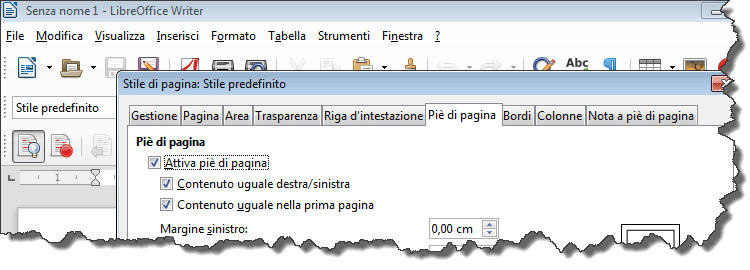 Senza nome 1 - LibreOffice Writer
File Modifica Visualizza Inserisci Formato Tabella Strumenti Finestra ?
Abc
Stile di pagina: Stile predefinito
Stile predefinito
Gestione Pagina Area Trasparenza Riga d'intestazione Piè di pagina Bordi Colonne Nota a piè di pagina
Piè di pagina
Attiva piè di pagina
1
Contenuto uguale destra/sinistra
Contenuto uguale nella prima pagina
Margine sinistro: 0,00 cm